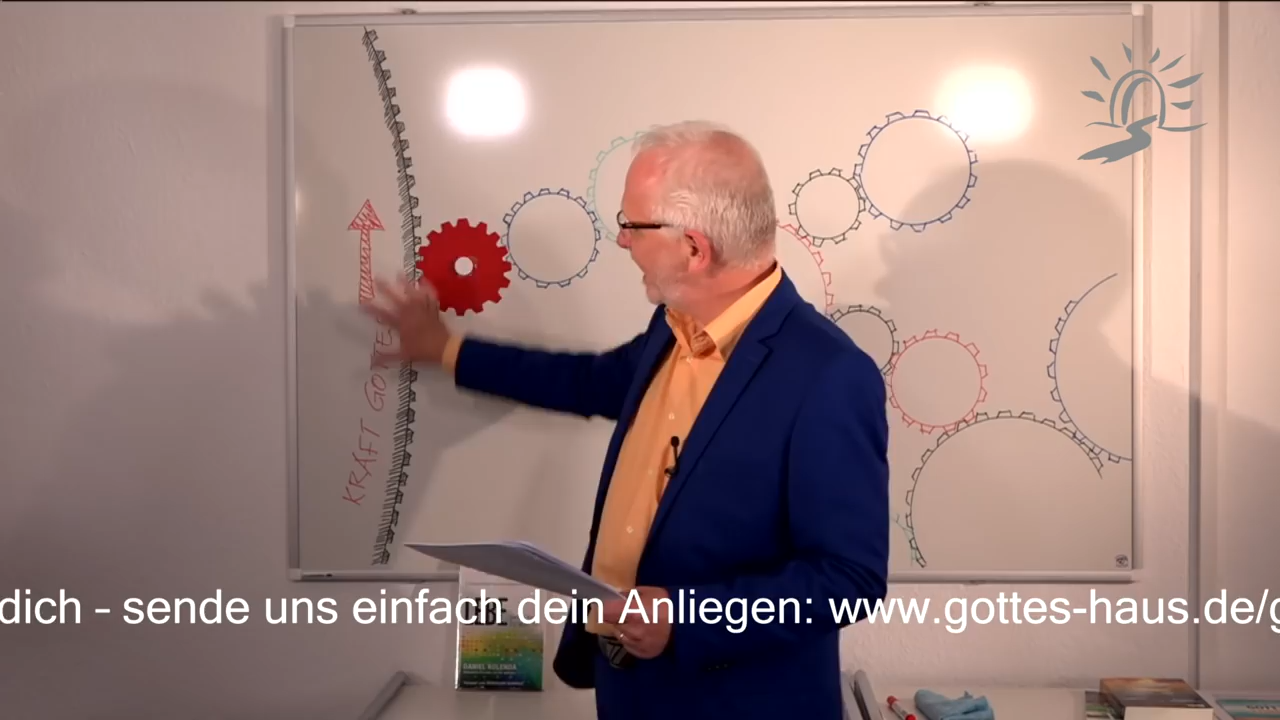 KRAFT GOTTE
dich - sende uns einfach dein Anliegen: www.gottes-haus.de/g
DANIEL KOLENDA